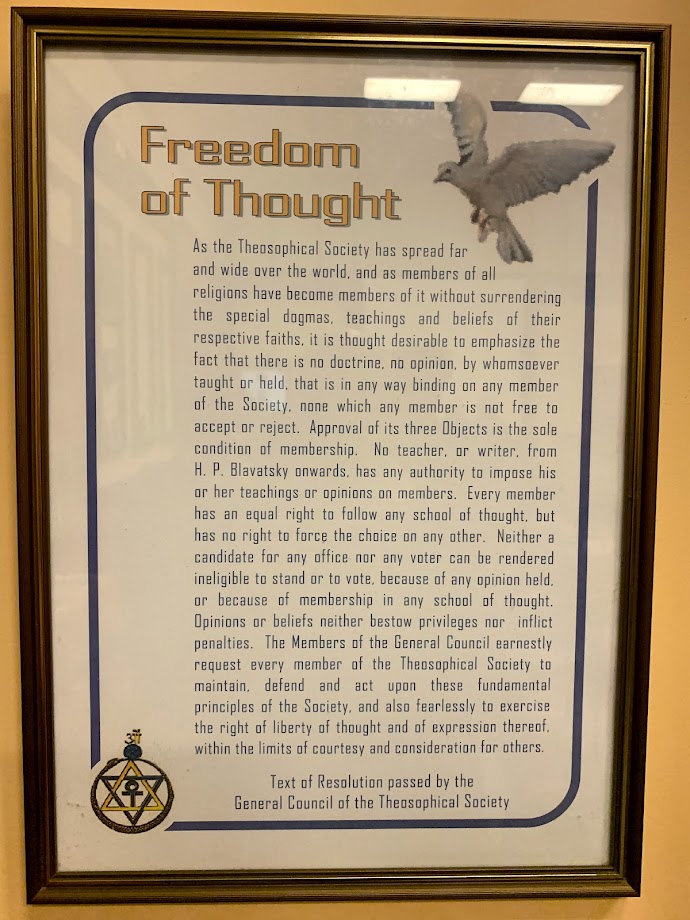 Freedom
of Thought
As the Theosophical Society has spread far
and wide over the world, and as members of all
religions have become members of it without surrendering
the special dogmas, teachings and beliefs of their
respective faiths, it is thought desirable to emphasize the
fact that there is no doctrine, no opinion, by whomsoever
taught or held, that is in any way binding on any member
of the Society, none which any member is not free to
accept or reject. Approval of its three Objects is the sole
condition of membership. No teacher, or writer, from
H. P. Blavatsky onwards, has any authority to impose his
or her teachings or opinions on members. Every member
has an equal right to follow any school of thought, but
has no right to force the choice on any other. Neither a
candidate for any office nor any voter can be rendered
ineligible to stand or to vote, because of any opinion held,
or because of membership in any school of thought.
Opinions or beliefs neither bestow privileges nor inflict
penalties. The Members of the General Council earnestly
request every member of the Theosophical Society to
maintain, defend and act upon these fundamental
principles of the Society, and also fearlessly to exercise
the right of liberty of thought and of expression thereof,
within the limits of courtesy and consideration for others.
Text of Resolution passed by the
General Council of the Theosophical Society